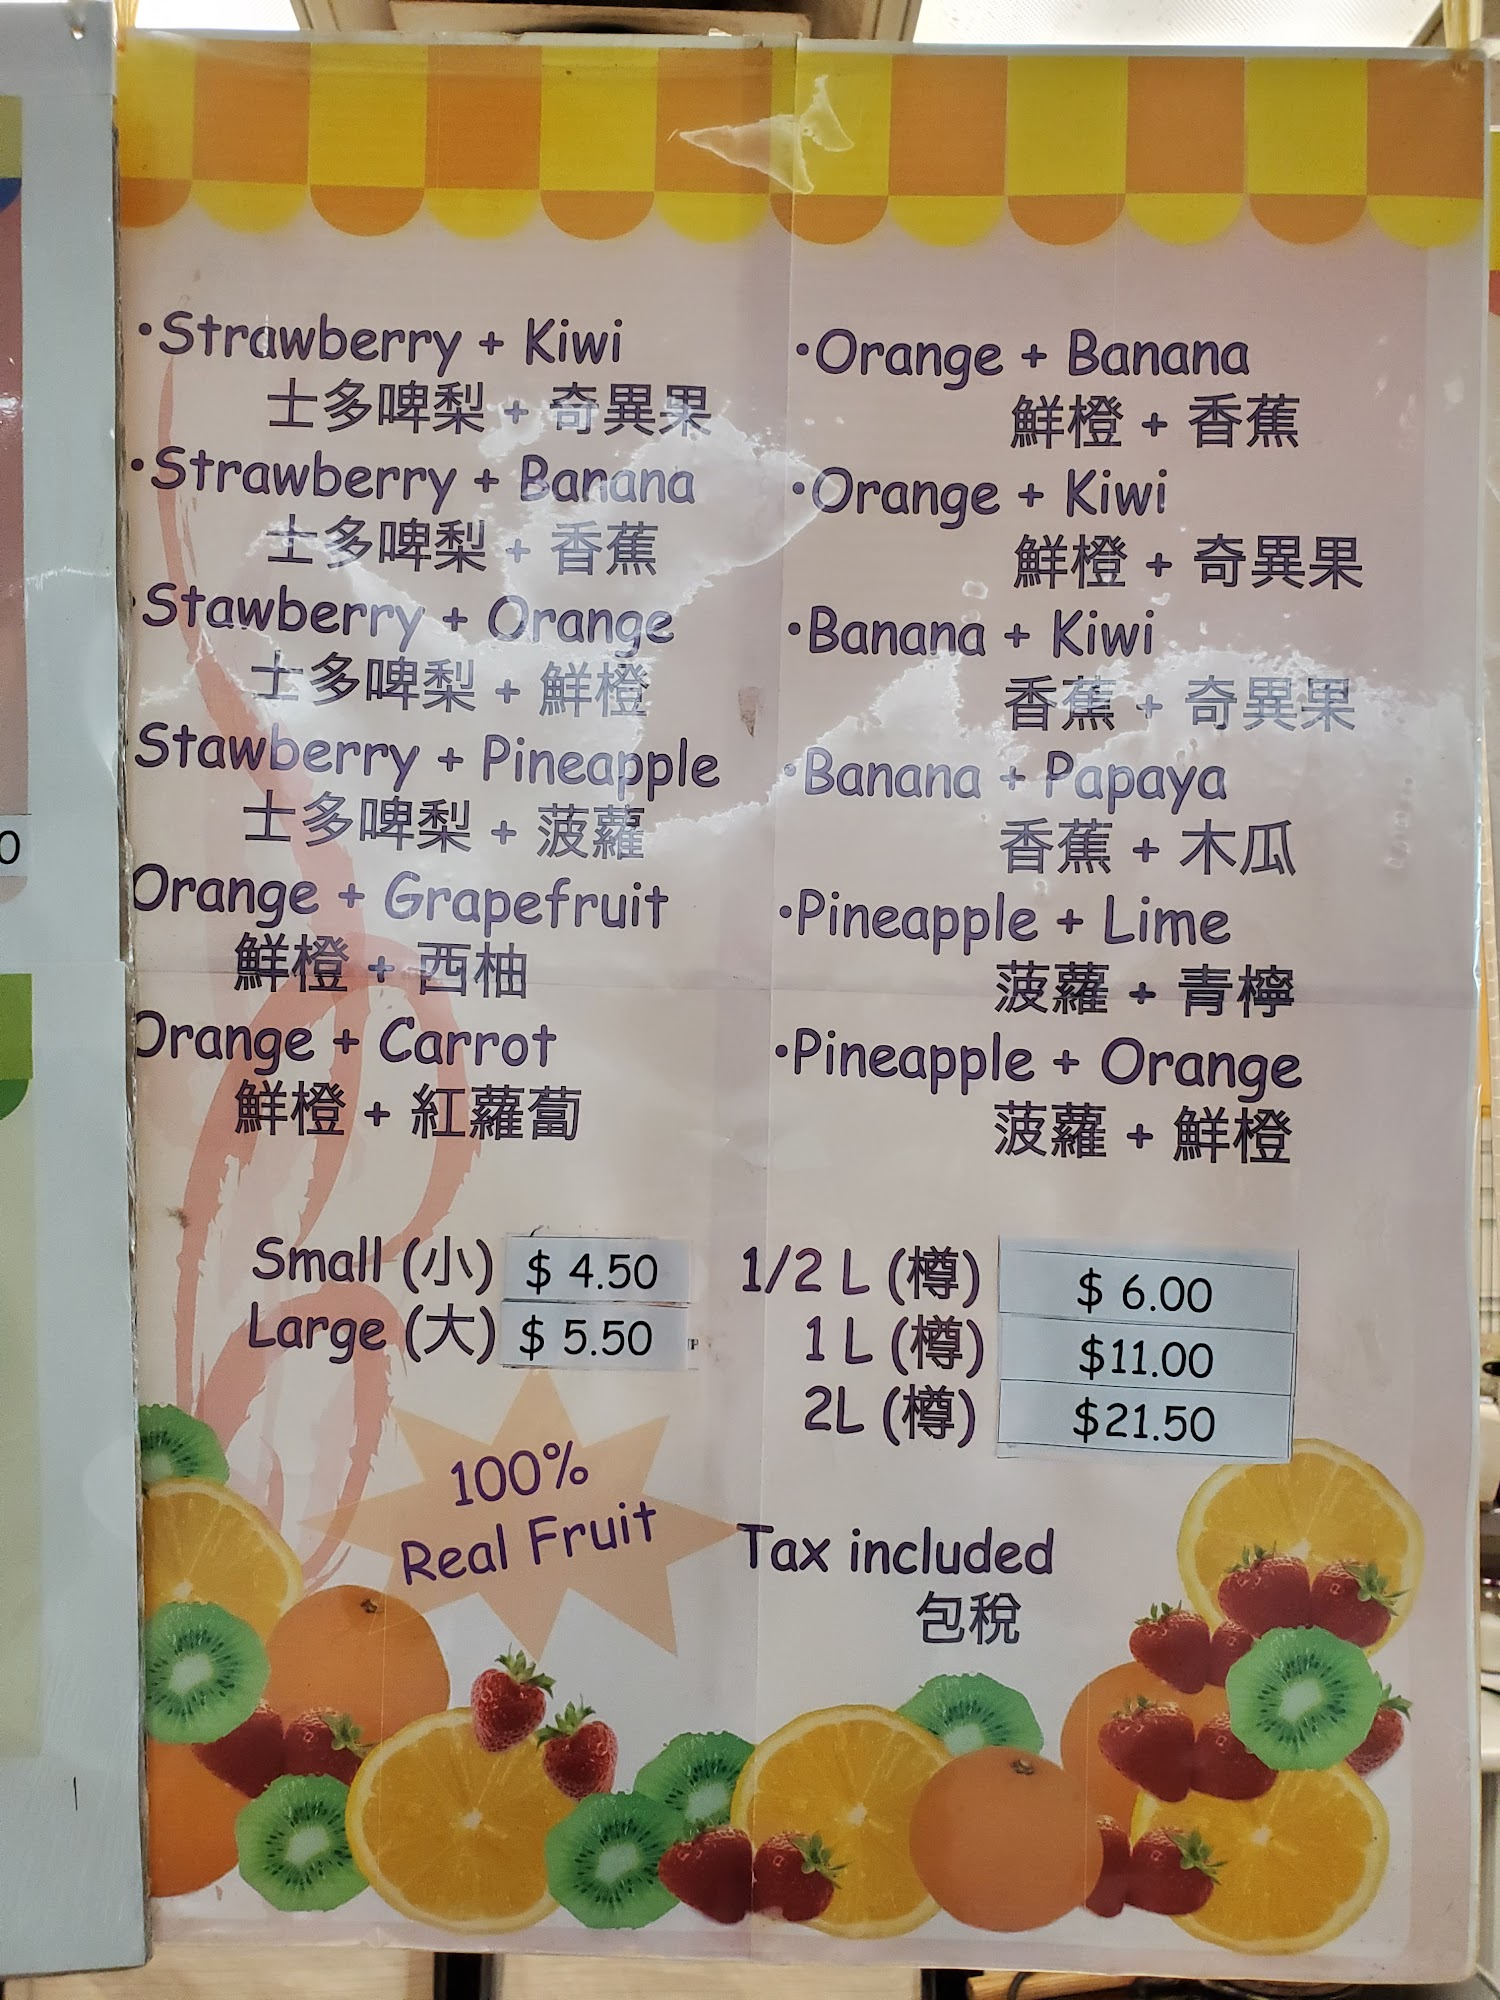 •Strawberry + Kiwi
士多啤梨 + 奇異果
•Strawberry + Banana
士多啤梨 + 香蕉
•Stawberry + Orange
士多啤梨 + 鮮橙
Stawberry + Pineapple
士多啤梨 + 菠蘿
Orange + Grapefruit
鮮橙 + 西柚
Orange + Carrot
鮮橙 + 紅蘿蔔
•Orange + Banana
鮮橙 + 香蕉
•Orange + Kiwi
鮮橙 + 奇異果
•Banana + Kiwi
香蕉 + 奇異果
•Banana + Papaya
香蕉 + 木瓜
•Pineapple + Lime
菠蘿 + 青檸
•Pineapple + Orange
菠蘿 + 鮮橙
Small (小) $ 4.50
Large (大) $ 5.50
1/2 L (樽) $ 6.00
1 L (樽) $11.00
2L (樽) $21.50
100%
Real Fruit
Tax included
包稅
0